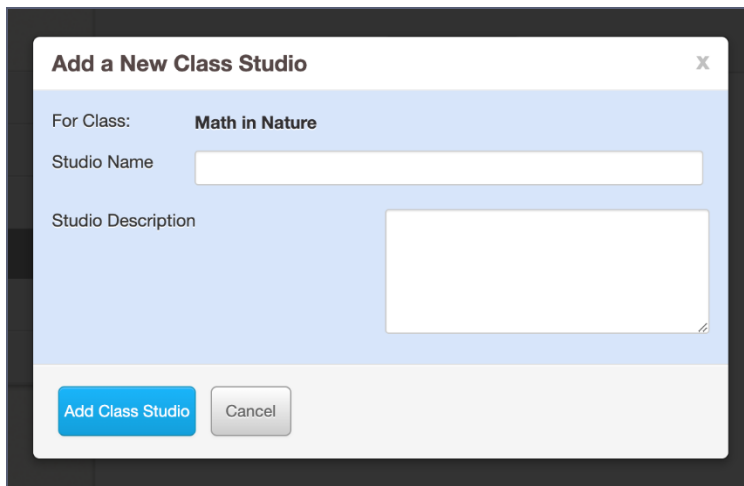 Add a New Class Studio x
For Class: Math in Nature
Studio Name
Studio Description
Add Class Studio Cancel